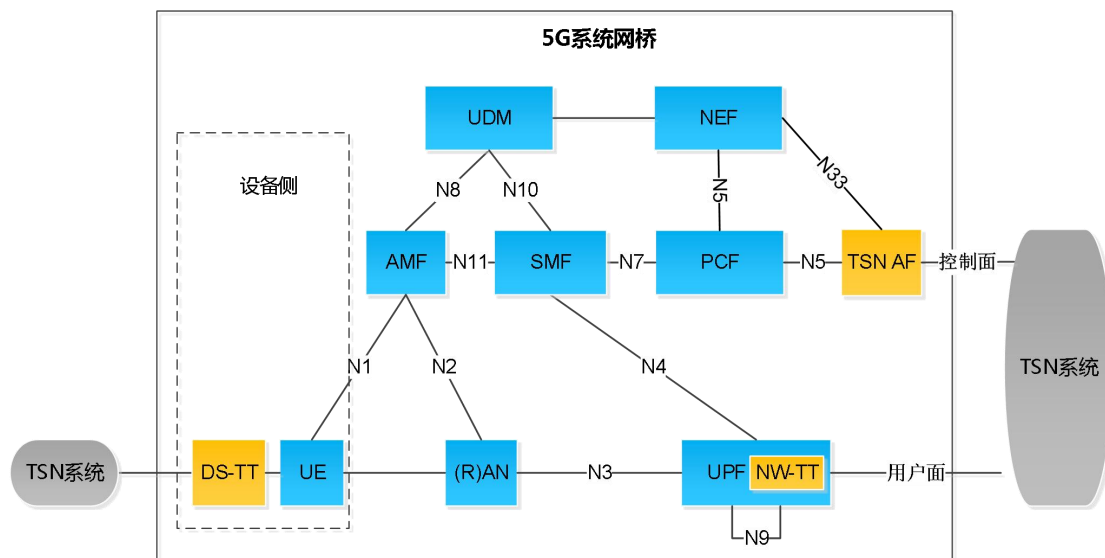 5G系统网桥
UDM
NEF
设备侧
N8
N10
N5
N33
AMF
N11
SMF
N7
PCF
N5
TSN AF
控制面
N1
N2
N4
TSN系统
TSN系统
DS-TT
UE
(R)AN
N3
UPF
NW-TT
用户面
N9